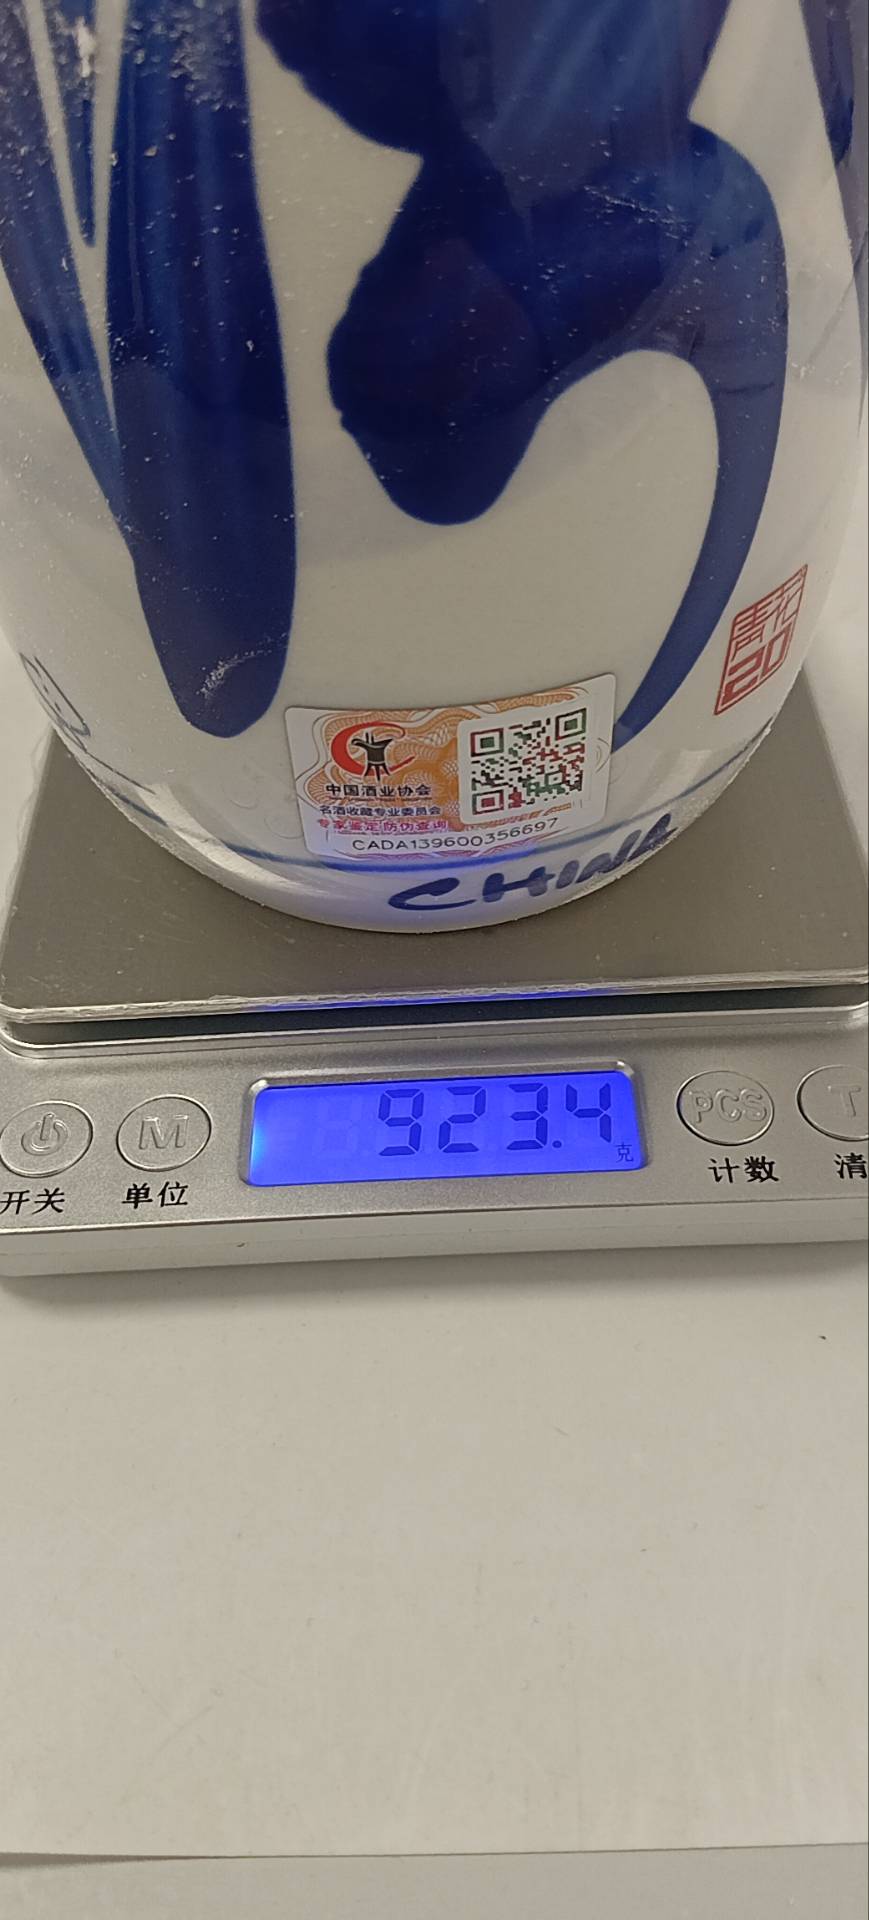 青花
20
中国酒业协会
名酒收藏专业委员会
专家鉴定防伪查询
CADA139600356697
CHINA
923.4
克
M
PCS
T
开关
单位
计数
清